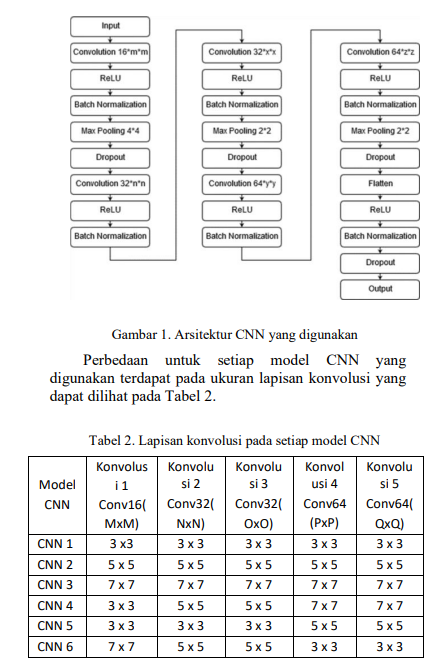 Input
Convolution 16*m*m
ReLU
Batch Normalization
Max Pooling 4*4
Dropout
Convolution 32*n*n
ReLU
Batch Normalization
Convolution 32*x*x
ReLU
Batch Normalization
Max Pooling 2*2
Dropout
Convolution 64*y*y
ReLU
Batch Normalization
Convolution 64*z*z
ReLU
Batch Normalization
Max Pooling 2*2
Dropout
Flatten
ReLU
Batch Normalization
Dropout
Output
Gambar 1. Arsitektur CNN yang digunakan
Perbedaan untuk setiap model CNN yang
digunakan terdapat pada ukuran lapisan konvolusi yang
dapat dilihat pada Tabel 2.
Tabel 2. Lapisan konvolusi pada setiap model CNN
Model CNN | Konvolusi 1 Conv16(MxM) | Konvolusi 2 Conv32(NxN) | Konvolusi 3 Conv32(OxO) | Konvolusi 4 Conv64(PxP) | Konvolusi 5 Conv64(QxQ)
CNN 1 | 3 x3 | 3 x 3 | 3 x 3 | 3 x 3 | 3 x 3
CNN 2 | 5 x 5 | 5 x 5 | 5 x 5 | 5 x 5 | 5 x 5
CNN 3 | 7 x 7 | 7 x 7 | 7 x 7 | 7 x 7 | 7 x 7
CNN 4 | 3 x 3 | 5 x 5 | 5 x 5 | 7 x 7 | 7 x 7
CNN 5 | 3 x 3 | 3 x 3 | 3 x 3 | 5 x 5 | 5 x 5
CNN 6 | 7 x 7 | 5 x 5 | 5 x 5 | 3 x 3 | 3 x 3